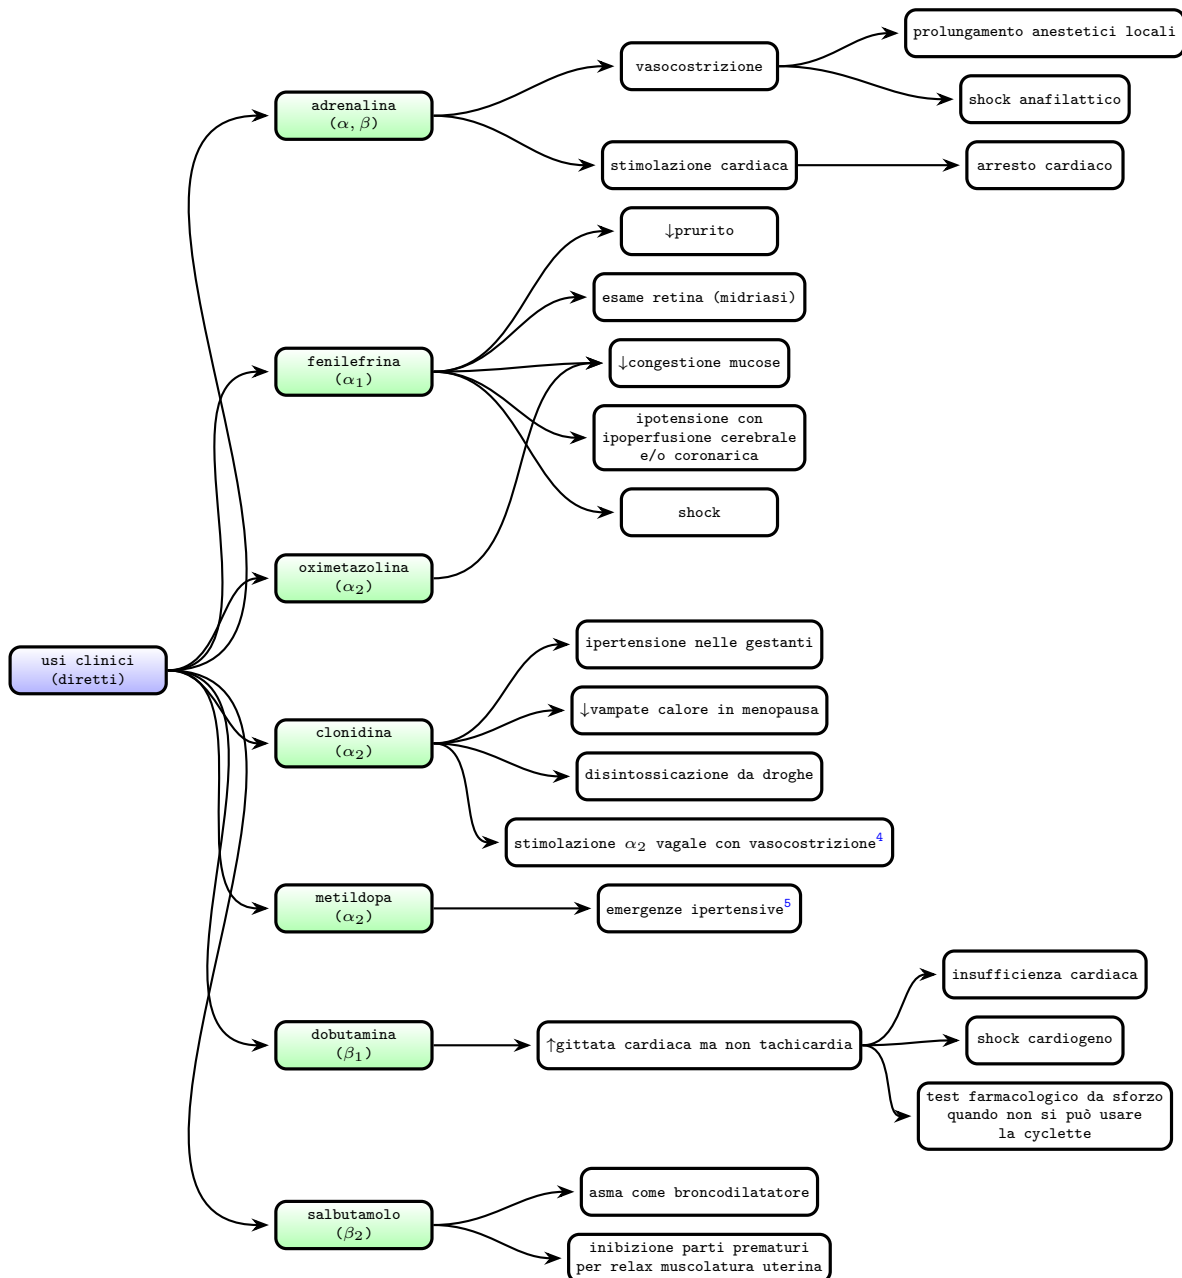 prolungamento anestetici locali
vasocostrizione
shock anafilattico
adrenalina
(α, β)
stimolazione cardiaca
arresto cardiaco
↓prurito
esame retina (midriasi)
fenilefrina
(α₁)
↓congestione mucose
ipotensione con
ipoperfusione cerebrale
e/o coronarica
shock
oximetazolina
(α₂)
usi clinici
(diretti)
ipertensione nelle gestanti
↓vampate calore in menopausa
clonidina
(α₂)
disintossicazione da droghe
stimolazione α₂ vagale con vasocostrizione⁴
metildopa
(α₂)
emergenze ipertensive⁵
insufficienza cardiaca
dobutamina
(β₁)
↑gittata cardiaca ma non tachicardia
shock cardiogeno
test farmacologico da sforzo
quando non si può usare
la cyclette
asma come broncodilatatore
salbutamolo
(β₂)
inibizione parti prematuri
per relax muscolatura uterina